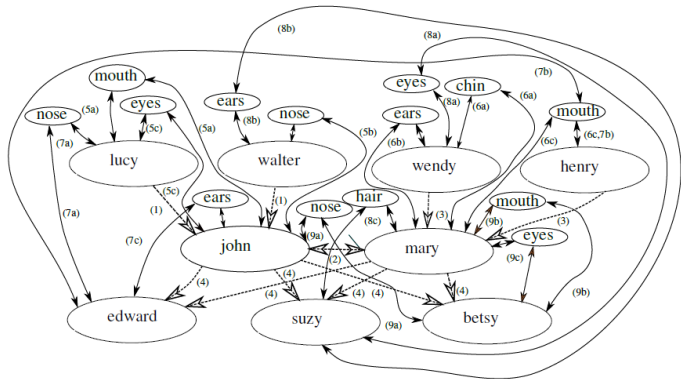 (8b)
(8a)
mouth
eyes
chin
(7b)
nose
(5a)
eyes
ears
ears
nose
(8a)
(6a)
(6a)
mouth
(7a)
(5c)
(8b)
(5a)
(5b)
(6b)
(6c)
(6c,7b)
lucy
walter
wendy
henry
(5c)
(1)
ears
(1)
nose
hair
(3)
mouth
(3)
(7a)
(7c)
(8c)
(9b)
eyes
john
(9a)
(2)
mary
(9c)
(4)
(4)
(4)
(4)
(4)
(4)
(9b)
edward
suzy
(9a)
betsy